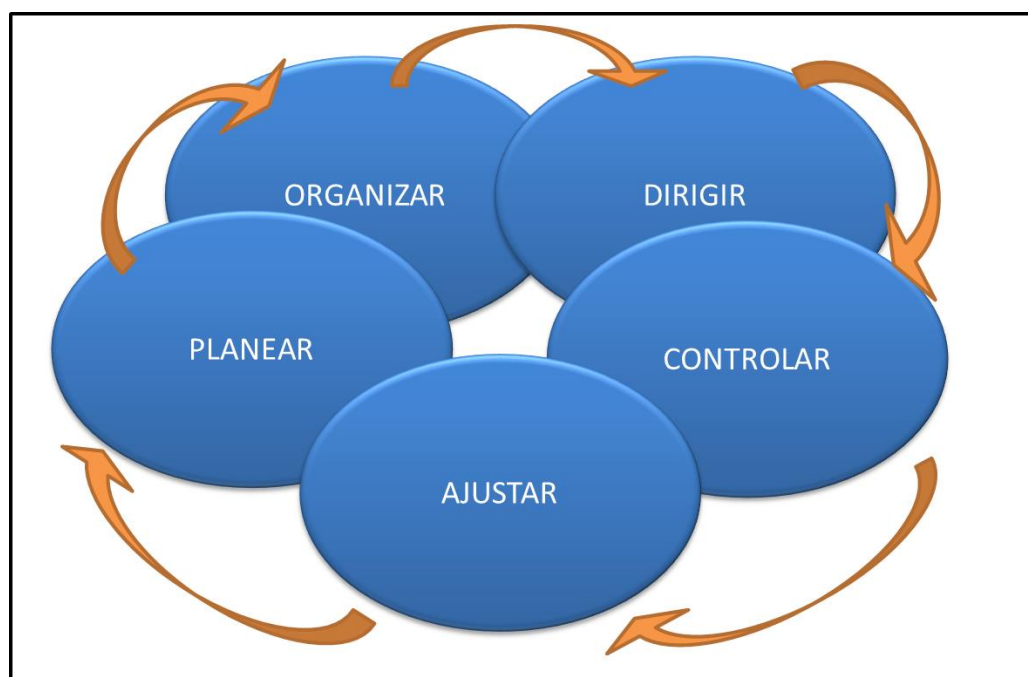 ORGANIZAR
DIRIGIR
PLANEAR
CONTROLAR
AJUSTAR